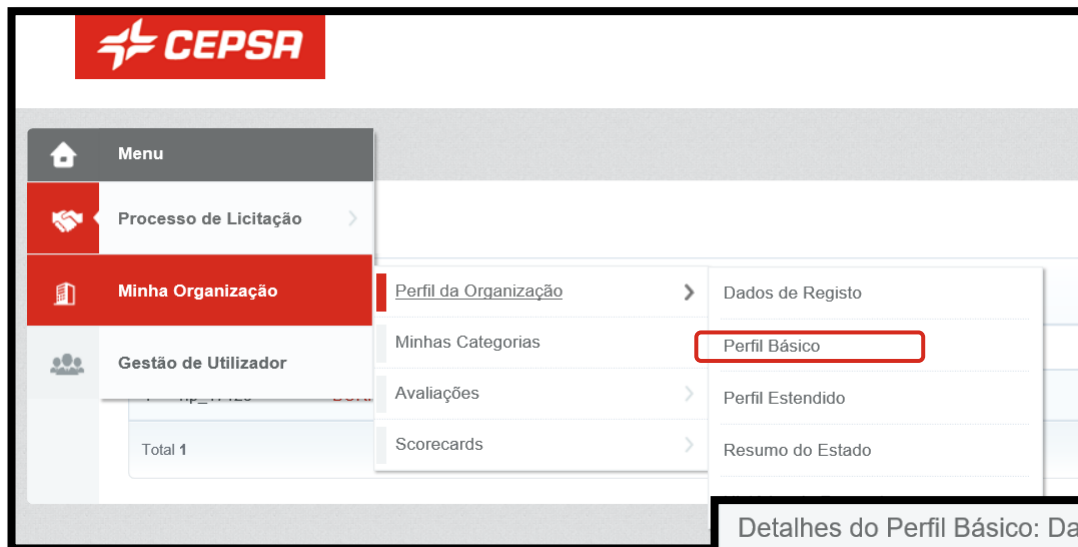 CEPSA
Menu
Processo de Licitação
Minha Organização
Gestão de Utilizador
Perfil da Organização
Minhas Categorias
Avaliações
Scorecards
Dados de Registo
Perfil Básico
Perfil Estendido
Resumo do Estado
Total 1
Detalhes do Perfil Básico: Da